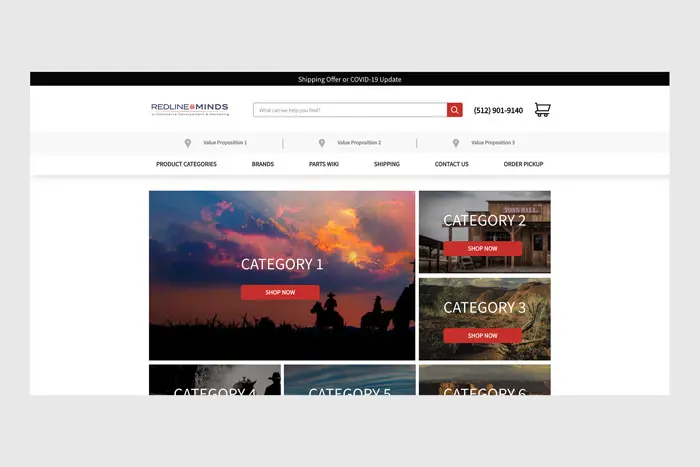 Shipping Offer or COVID-19 Update
REDLINE MINDS
e-Commerce Development & Marketing
What can we help you find?
(512) 901-9140
Value Proposition 1
Value Proposition 2
Value Proposition 3
PRODUCT CATEGORIES
BRANDS
PARTS WIKI
SHIPPING
CONTACT US
ORDER PICKUP
CATEGORY 1
SHOP NOW
TOWN HALL
CATEGORY 2
SHOP NOW
CATEGORY 3
SHOP NOW
CATEGORY 4
CATEGORY 5
CATEGORY 6